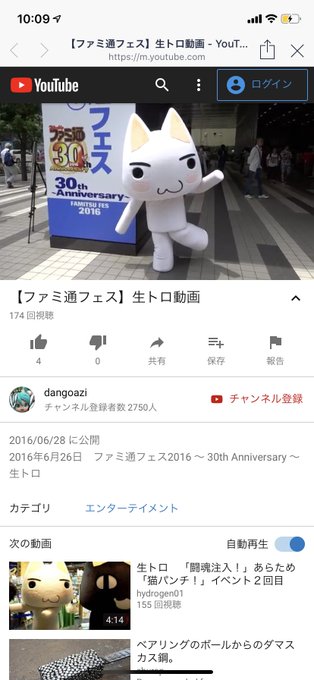 10:09
【ファミ通フェス】生トロ動画 - YouT...
https://m.youtube.com
YouTube
ログイン
フェス
ファミ通
30th
30th
~Anniversary~
FAMITSU FES
2016
【ファミ通フェス】生トロ動画
174 回視聴
4
0
共有
保存
報告
dangoazi
チャンネル登録者数 2750人
チャンネル登録
2016/06/28 に公開
2016年6月26日　ファミ通フェス2016 〜 30th Anniversary 〜
生トロ
カテゴリ
エンターテイメント
次の動画
自動再生
生トロ　「闘魂注入！」あらため
「猫パンチ！」イベント２回目
hydrogen01
155 回視聴
4:14
ベアリングのボールからのダマス
カス鋼。